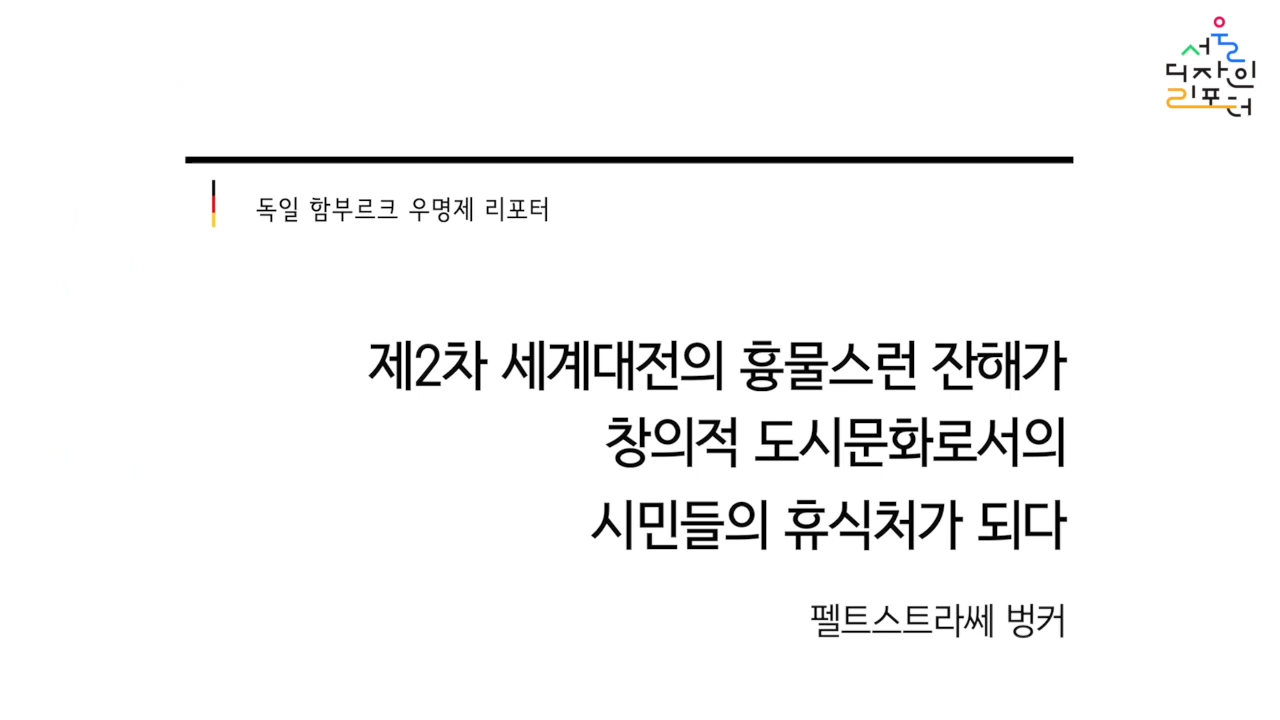 서울
디자인
리포터
독일 함부르크 우명제 리포터
제2차 세계대전의 흉물스런 잔해가
창의적 도시문화로서의
시민들의 휴식처가 되다
펠트스트라쎄 벙커